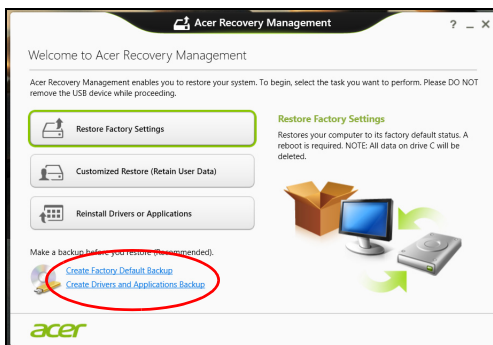 Acer Recovery Management
? _ X
Welcome to Acer Recovery Management
Acer Recovery Management enables you to restore your system. To begin, select the task you want to perform. Please DO NOT
remove the USB device while proceeding.
Restore Factory Settings
Customized Restore (Retain User Data)
Reinstall Drivers or Applications
Restore Factory Settings
Restores your computer to its factory default status. A
reboot is required. NOTE: All data on drive C will be
deleted.
Make a backup before you restore (Recommended).
Create Factory Default Backup
Create Drivers and Applications Backup
acer